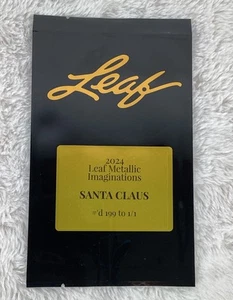 Leaf
2024
Leaf Metallic
Imaginations
SANTA CLAUS
#'d 199 to 1/1